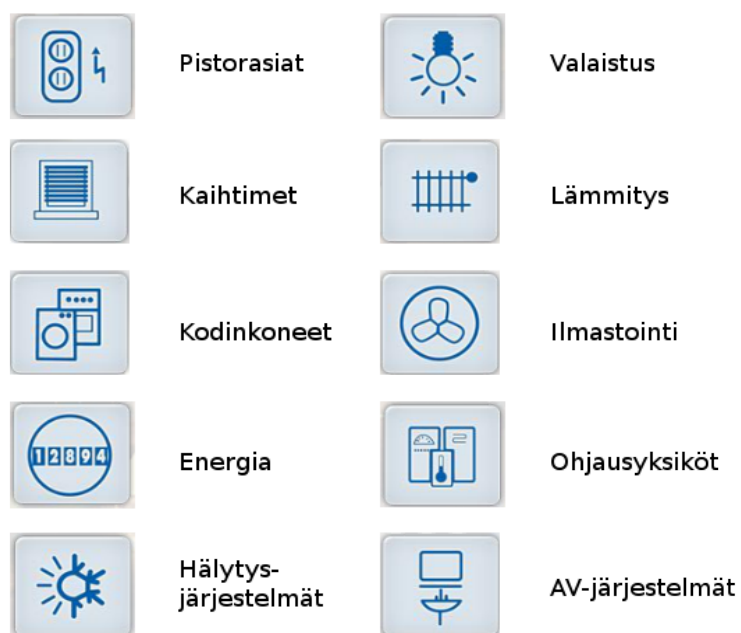 Pistorasiat
Valaistus
Kaihtimet
Lämmitys
Kodinkoneet
Ilmastointi
12894
Energia
Ohjausyksiköt
Hälytys-
järjestelmät
AV-järjestelmät